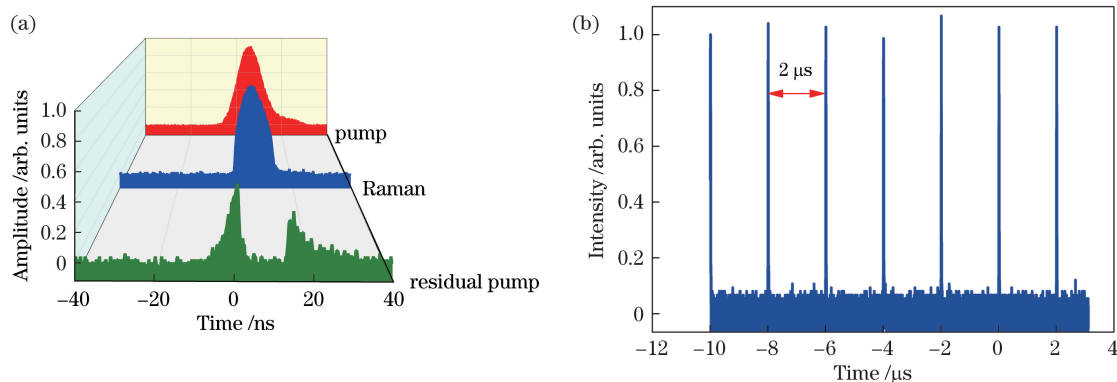 (a)
1.0
0.8
0.6
0.4
0.2
0
Amplitude /arb. units
pump
Raman
residual pump
−40
−20
0
20
40
Time /ns
(b)
1.0
0.8
0.6
0.4
0.2
0
Intensity /arb. units
2 μs
−12
−10
−8
−6
−4
−2
0
2
4
Time /μs